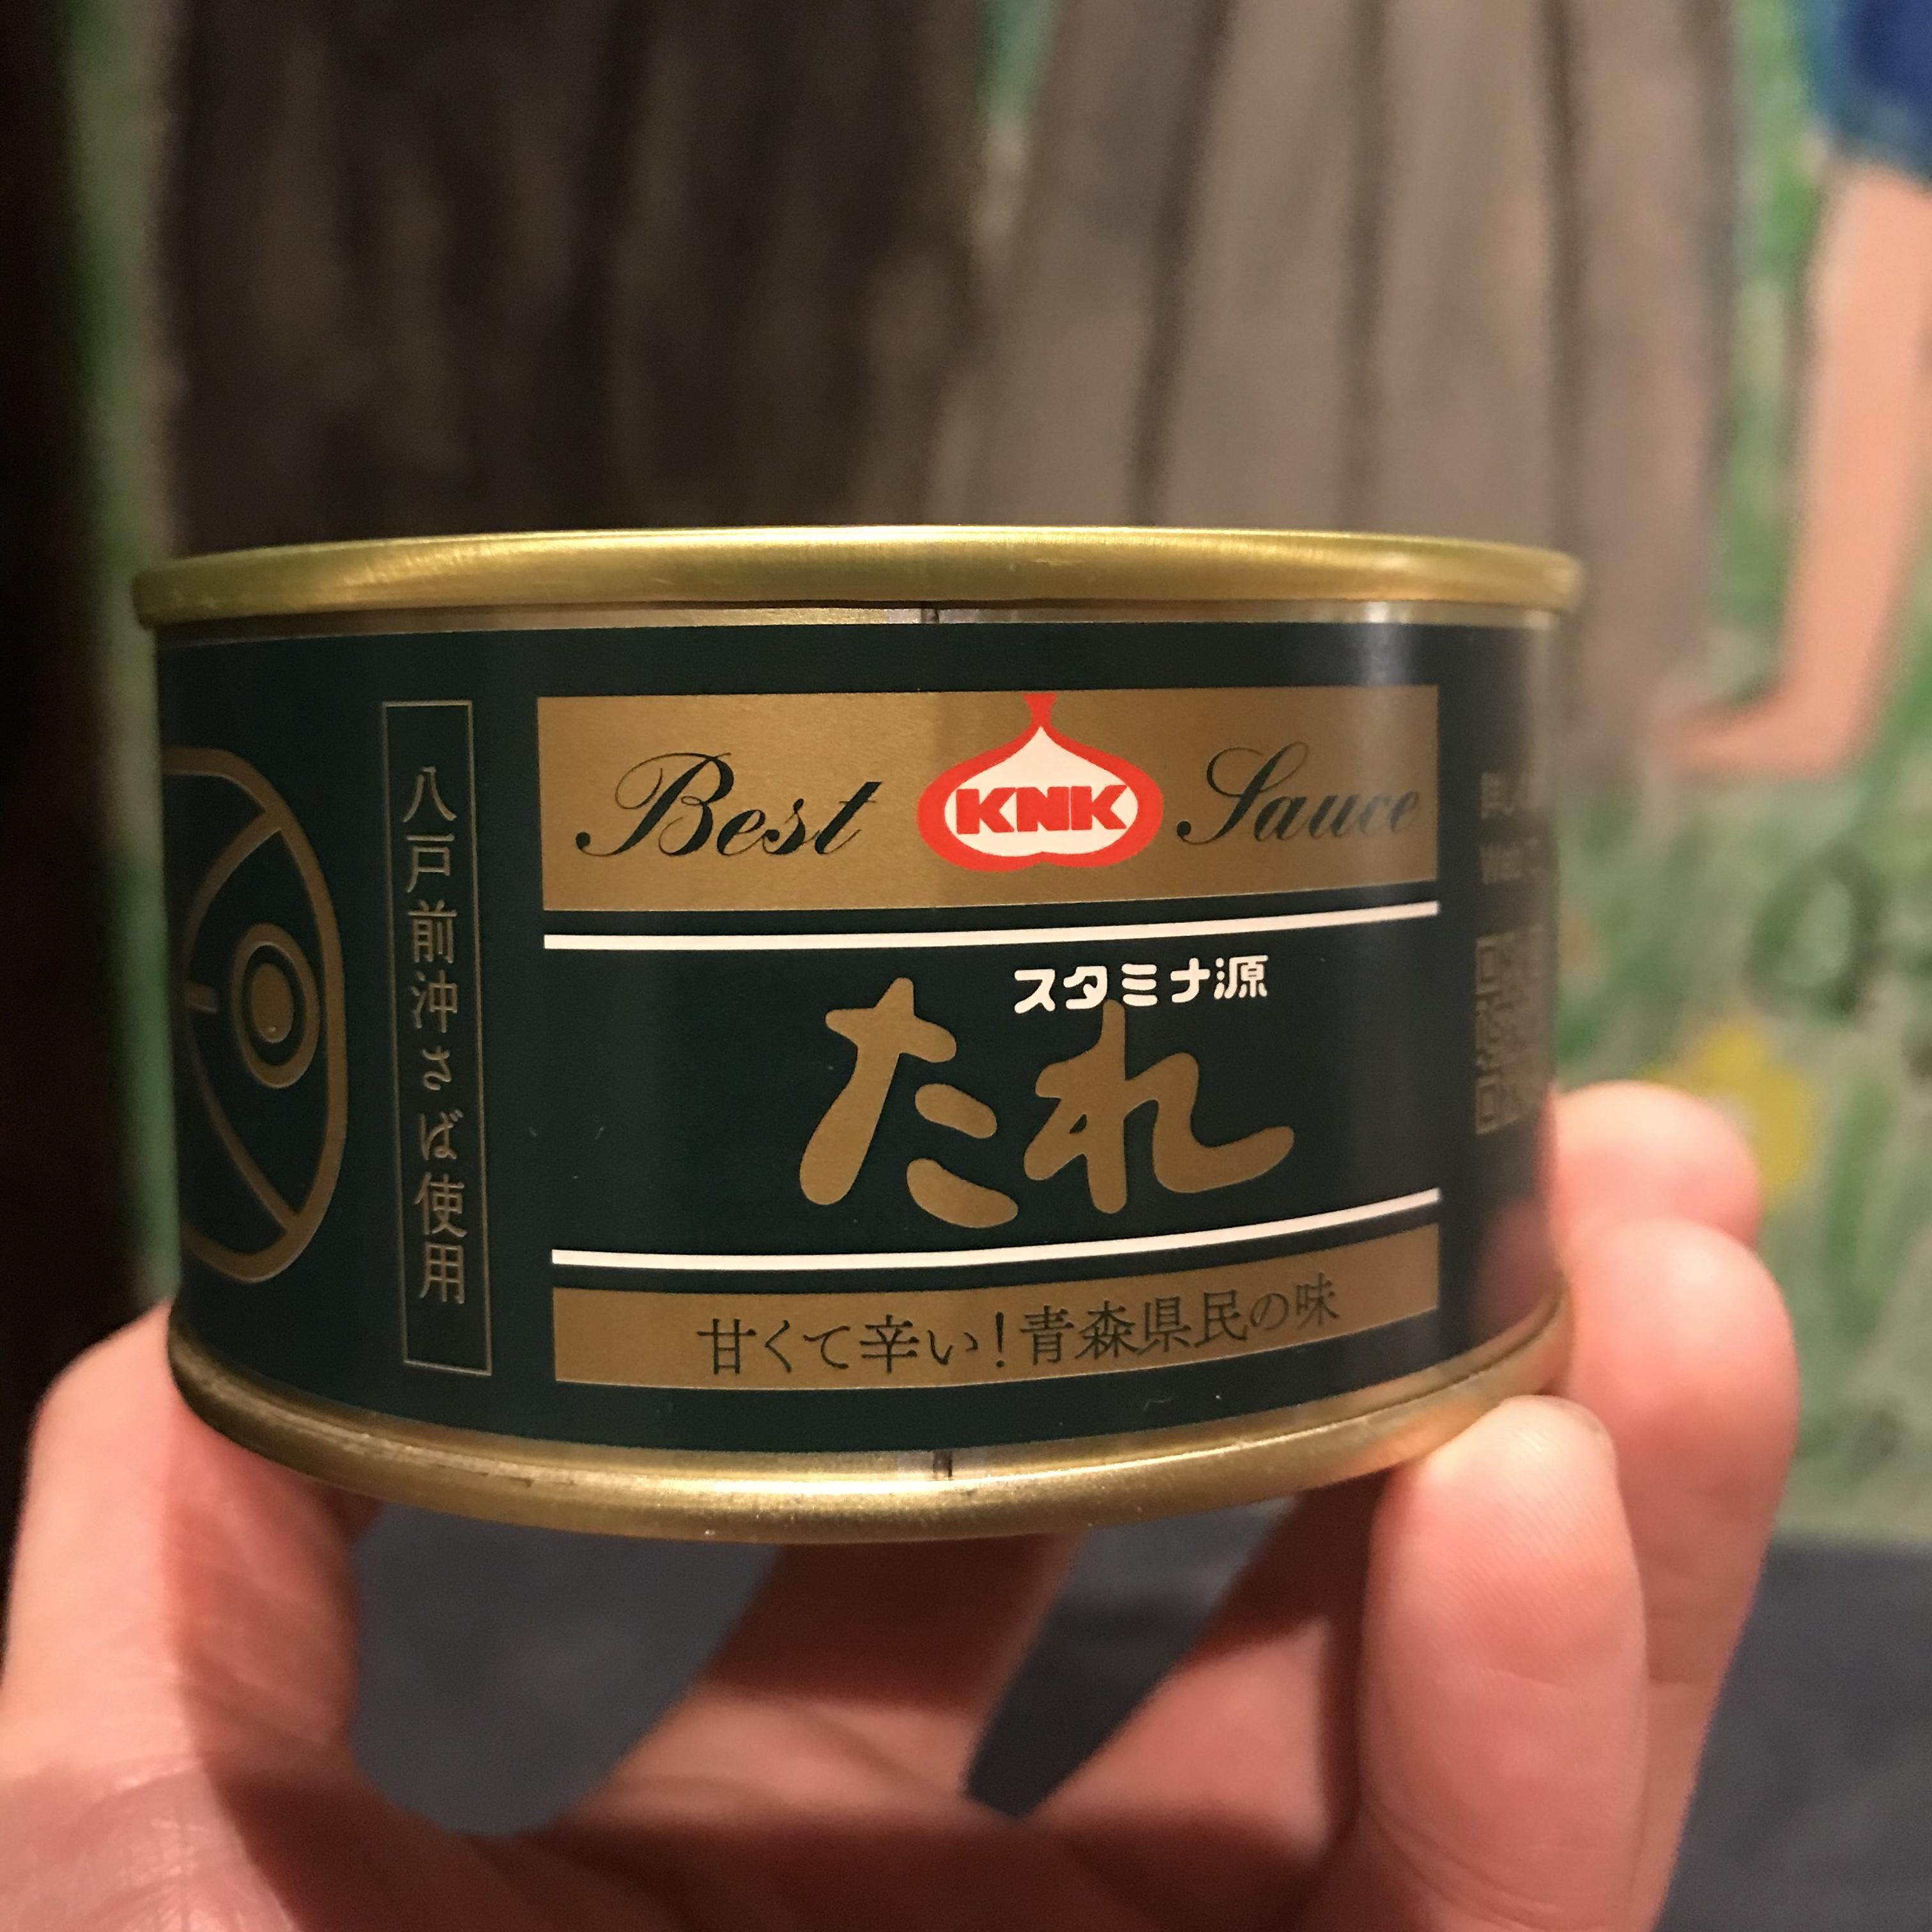 八戸前沖さば使用
Best KNK Sauce
スタミナ源
たれ
甘くて辛い!青森県民の味